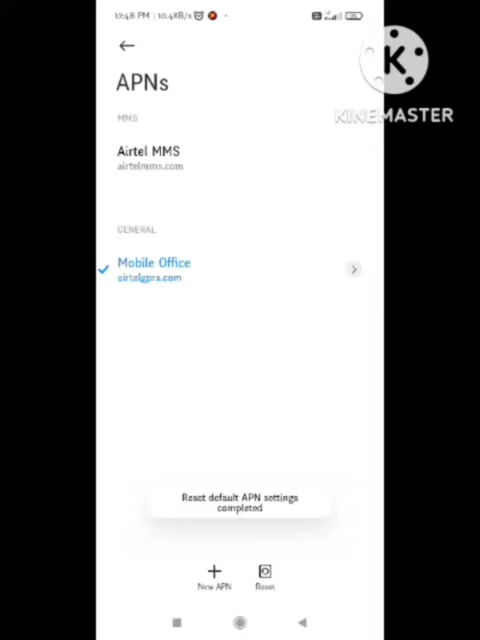 12:48 PM | 10.4KB/s
APNs
MMS
Airtel MMS
airtelmms.com
GENERAL
Mobile Office
airtelgprs.com
Reset default APN settings
completed
New APN
Reset
K
KINEMASTER